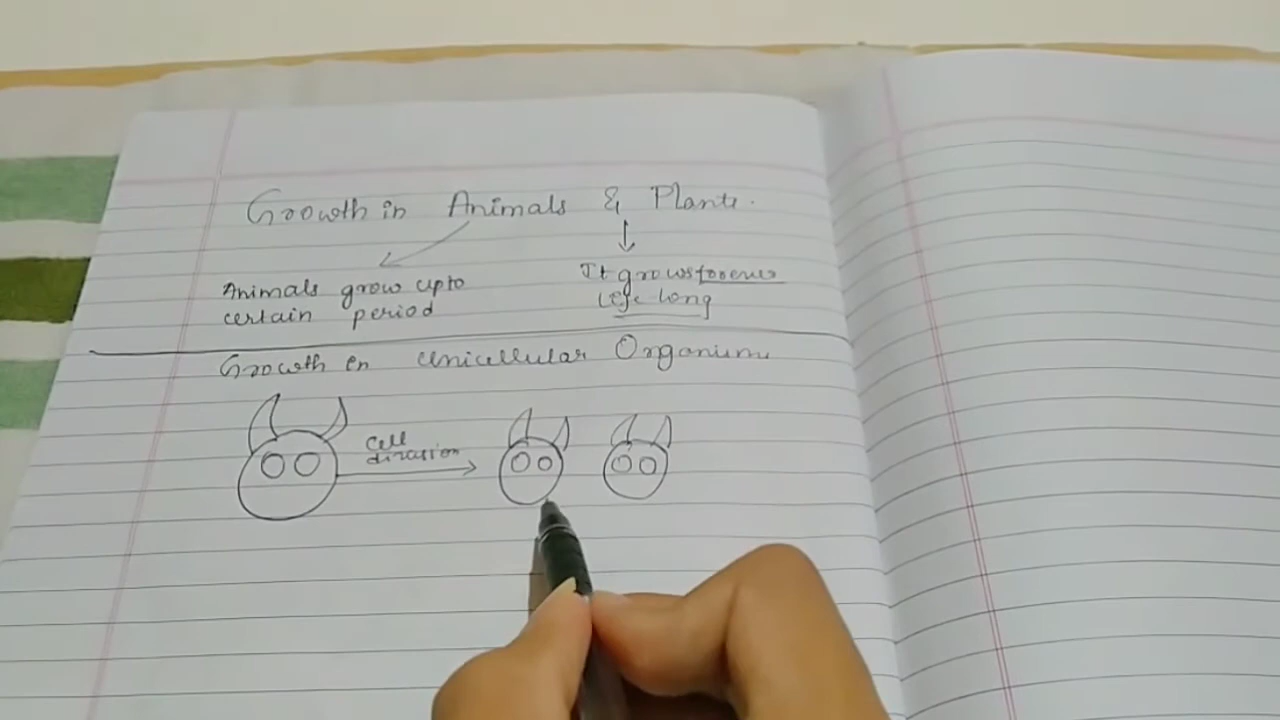 Growth in Animals & Plants.
Animals grow upto
certain period
It grows forever
life long
Growth in Unicellular Organisms
Cell
division